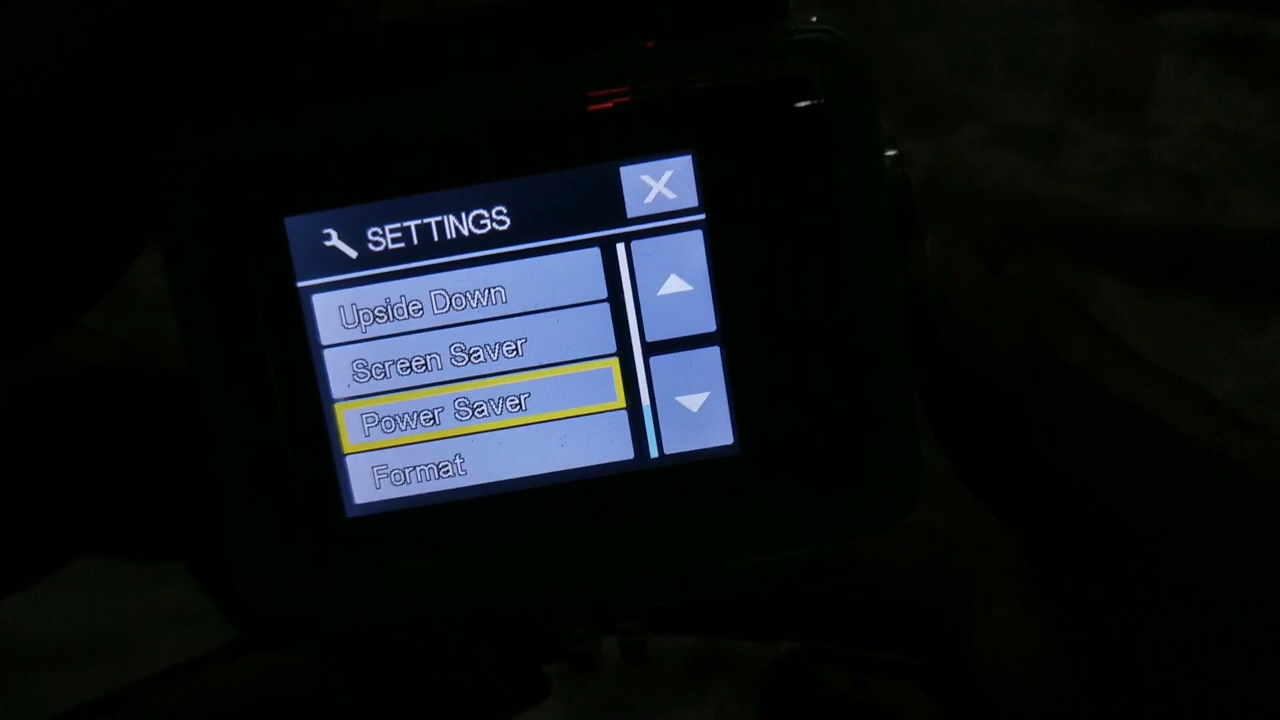 SETTINGS
Upside Down
Screen Saver
Power Saver
Format